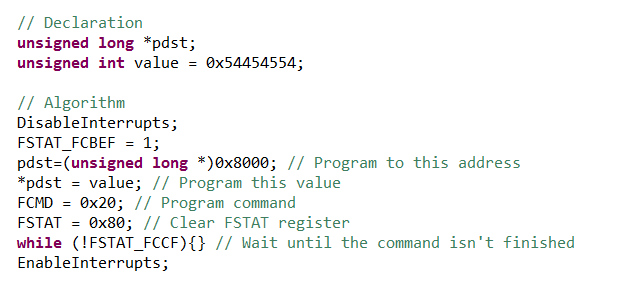 // Declaration
unsigned long *pdst;
unsigned int value = 0x54454554;
// Algorithm
DisableInterrupts;
FSTAT_FCBEF = 1;
pdst=(unsigned long *)0x8000; // Program to this address
*pdst = value; // Program this value
FCMD = 0x20; // Program command
FSTAT = 0x80; // Clear FSTAT register
while (!FSTAT_FCCF){} // Wait until the command isn't finished
EnableInterrupts;